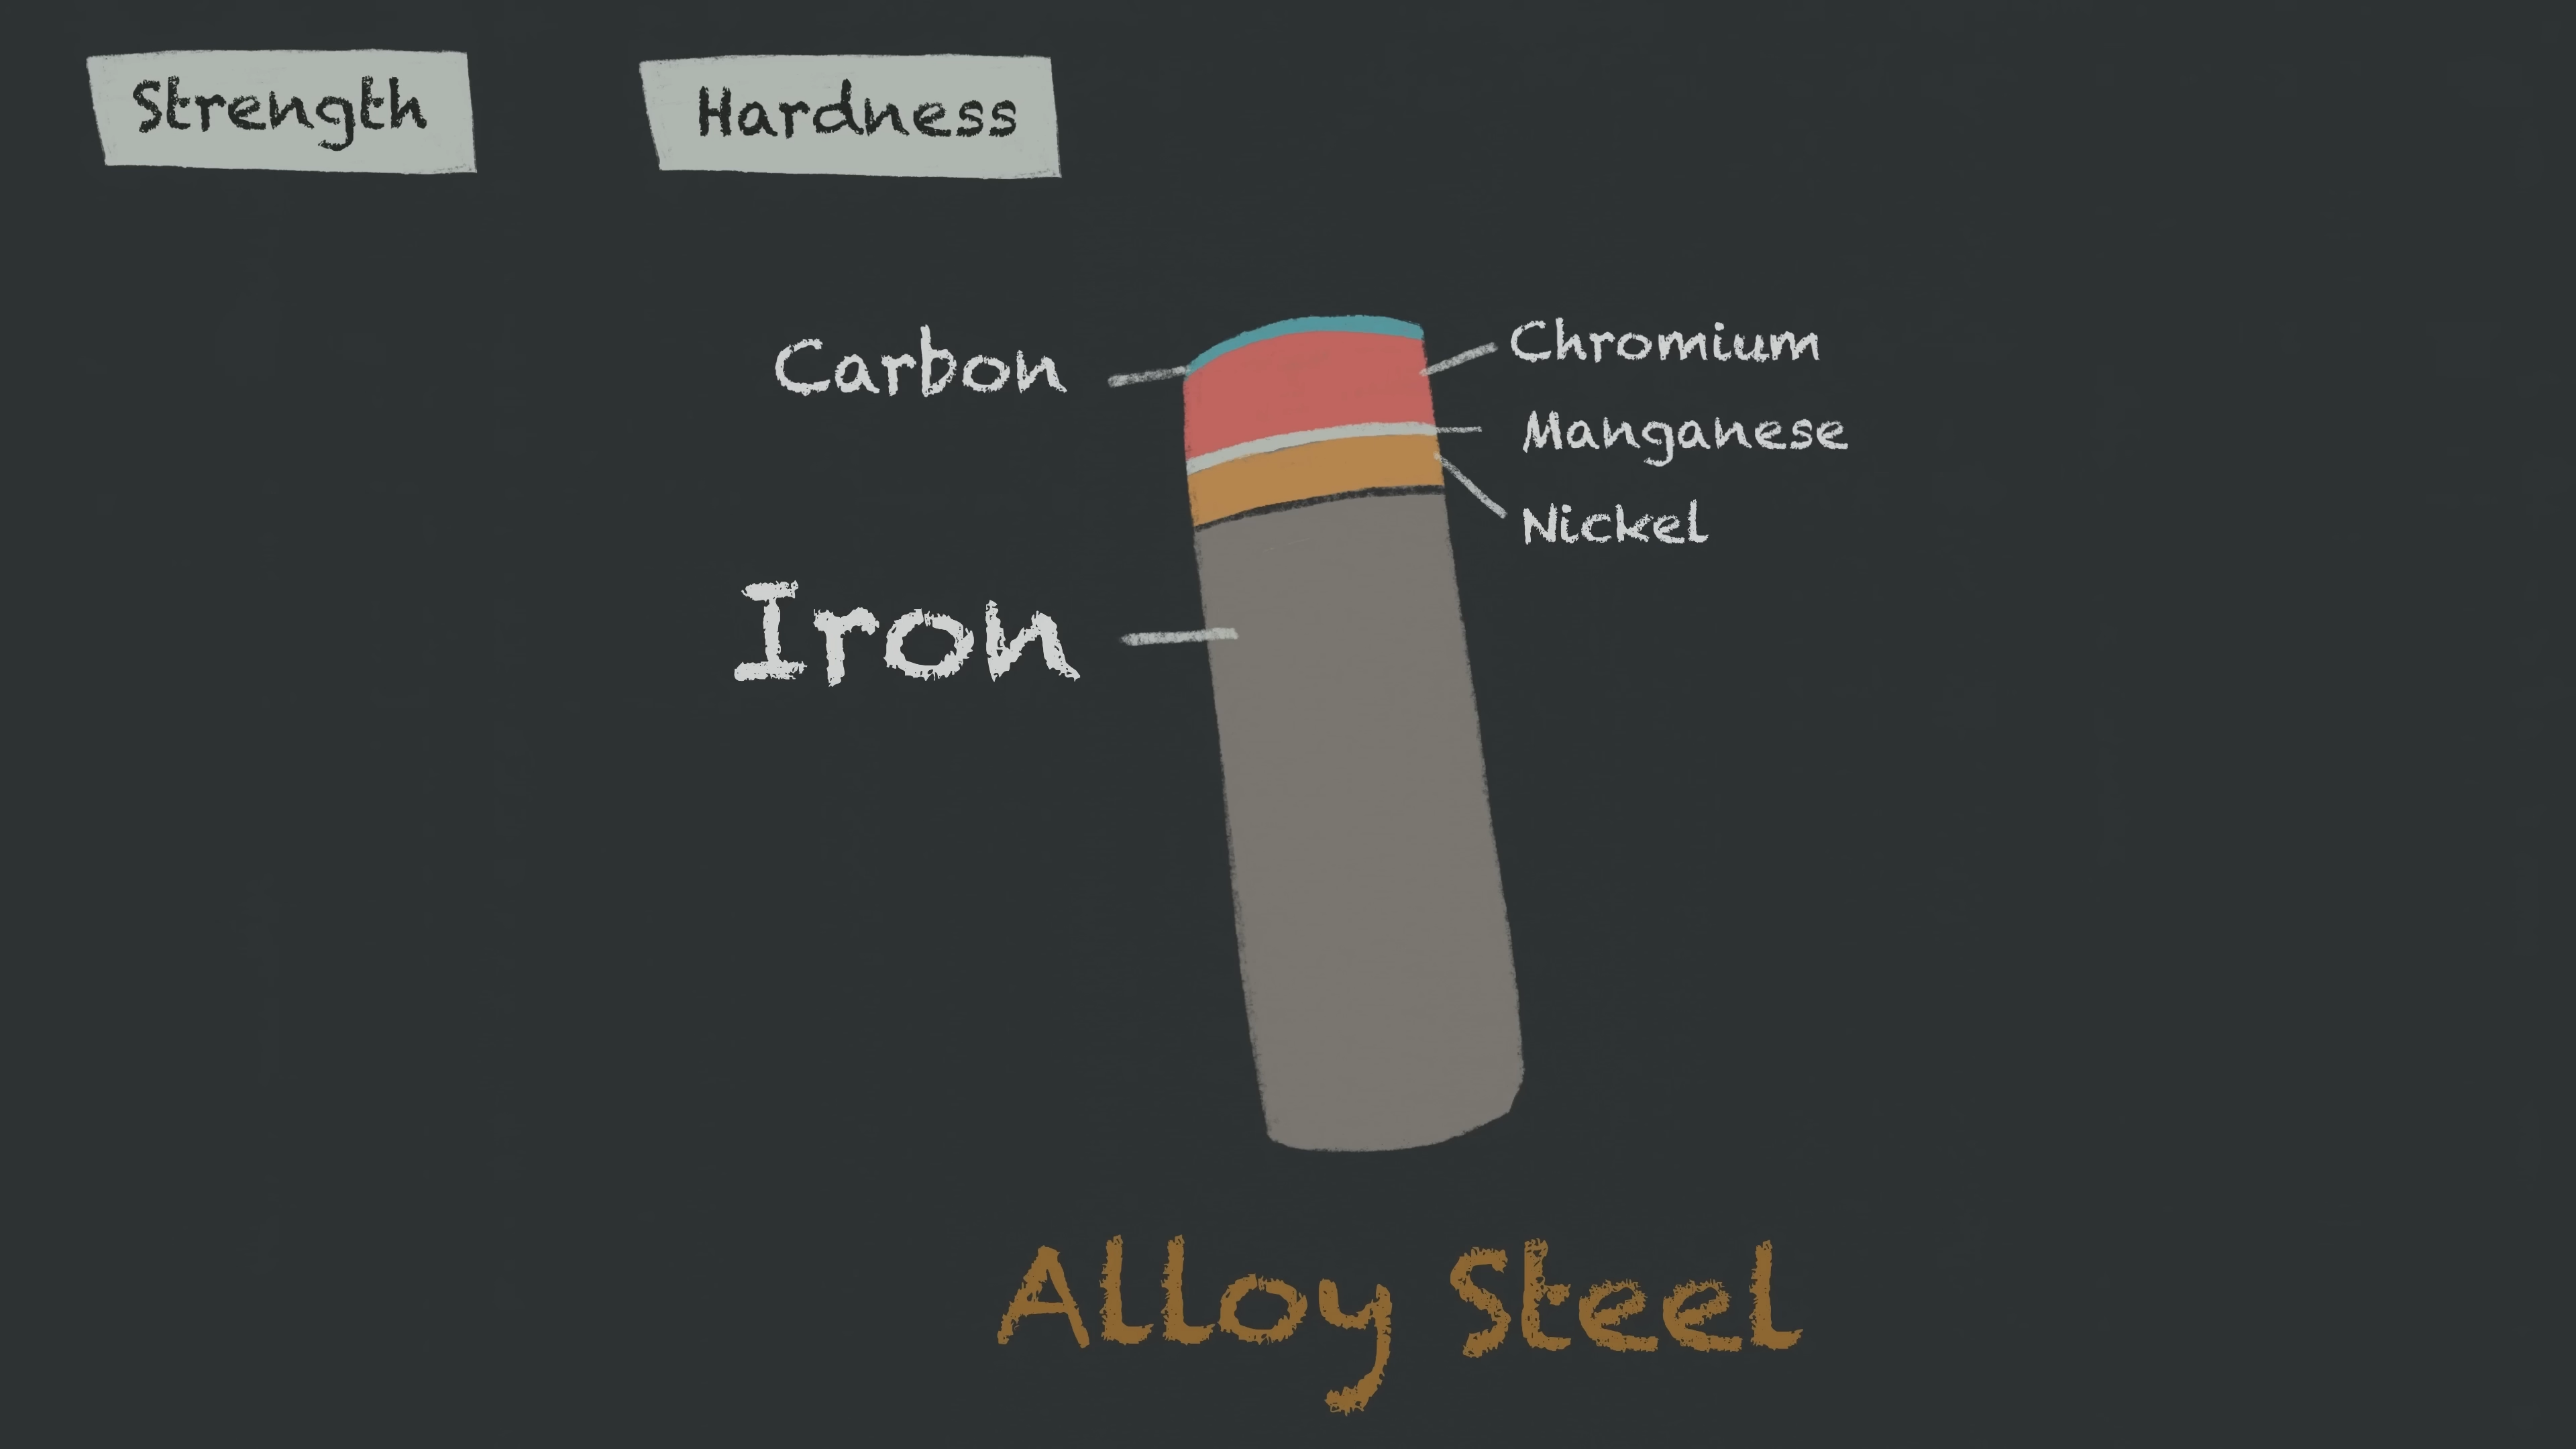 Strength
Hardness
Carbon
Chromium
Manganese
Nickel
Iron
Alloy Steel